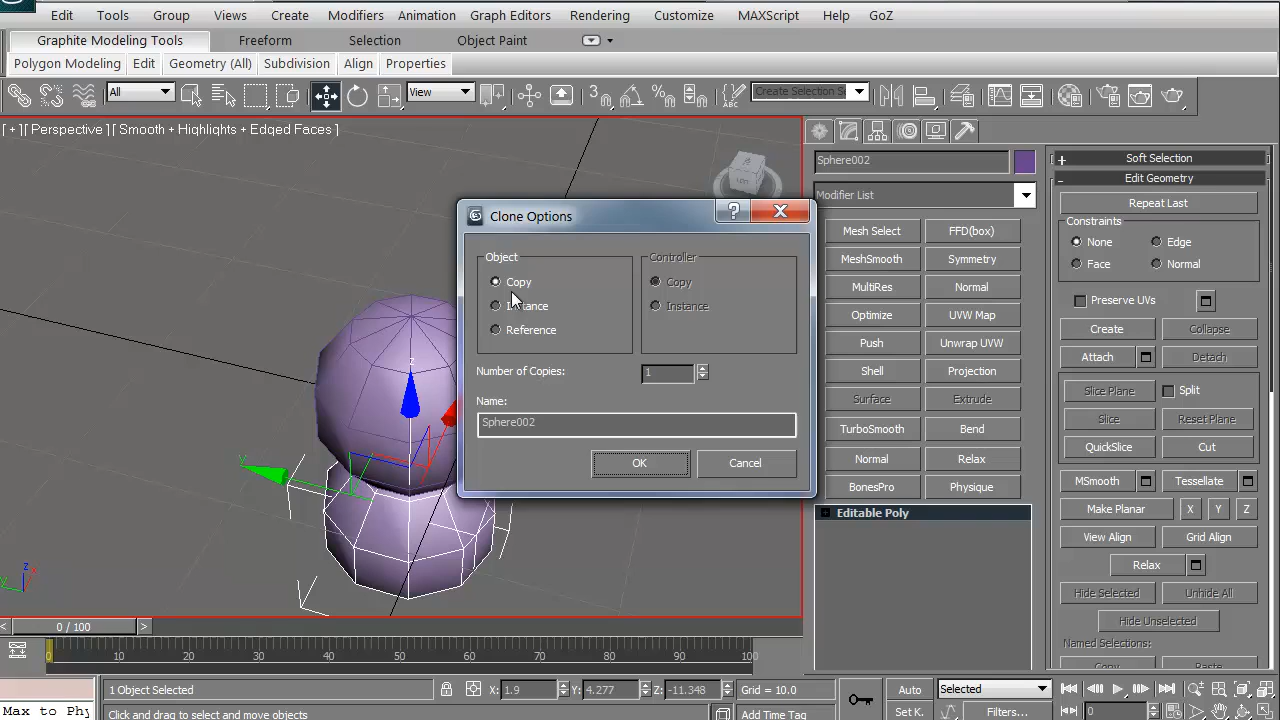 Edit Tools Group Views Create Modifiers Animation Graph Editors Rendering Customize MAXScript Help GoZ
Graphite Modeling Tools Freeform Selection Object Paint
Polygon Modeling Edit Geometry (All) Subdivision Align Properties
All View 3 Create Selection Se
[ + ][ Perspective ] [ Smooth + Highlights + Edged Faces ]
Sphere002
Modifier List
Mesh Select FFD(box)
MeshSmooth Symmetry
MultiRes Normal
Optimize UVW Map
Push Unwrap UVW
Shell Projection
Surface Extrude
TurboSmooth Bend
Normal Relax
BonesPro Physique
+ Editable Poly
+ Soft Selection
- Edit Geometry
Repeat Last
Constraints
None Edge
Face Normal
Preserve UVs
Create Collapse
Attach Detach
Slice Plane Split
Slice Reset Plane
QuickSlice Cut
MSmooth Tessellate
Make Planar X Y Z
View Align Grid Align
Relax
Hide Selected Unhide All
Hide Unselected
Named Selections:
Copy Paste
Clone Options
Object Controller
Copy Copy
Instance Instance
Reference
Number of Copies: 1
Name:
Sphere002
OK Cancel
z
y
z
x
y
< 0 / 100 >
0 10 20 30 40 50 60 70 80 90 100
1 Object Selected X: 1.9 Y: 4.277 Z: -11.348 Grid = 10.0 Auto Selected
Max to Phy Click and drag to select and move objects Add Time Tag Set K. Filters... 0